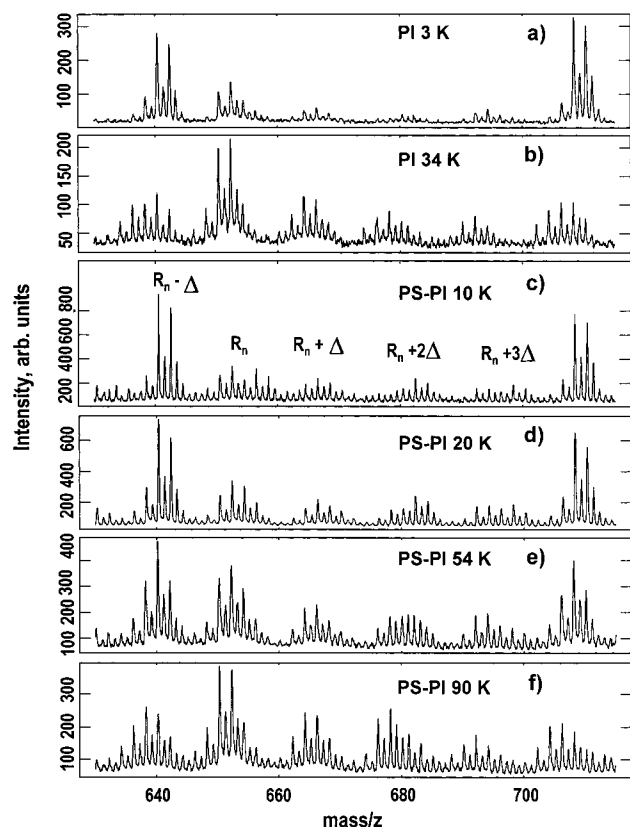 PI 3 K
a)
300
200
100
PI 34 K
b)
200
150
100
50
PS-PI 10 K
c)
Rn - Δ
Rn
Rn + Δ
Rn +2Δ
Rn +3Δ
800
600
400
200
Intensity, arb. units
PS-PI 20 K
d)
600
400
200
PS-PI 54 K
e)
400
300
200
100
PS-PI 90 K
f)
300
200
100
640 660 680 700
mass/z